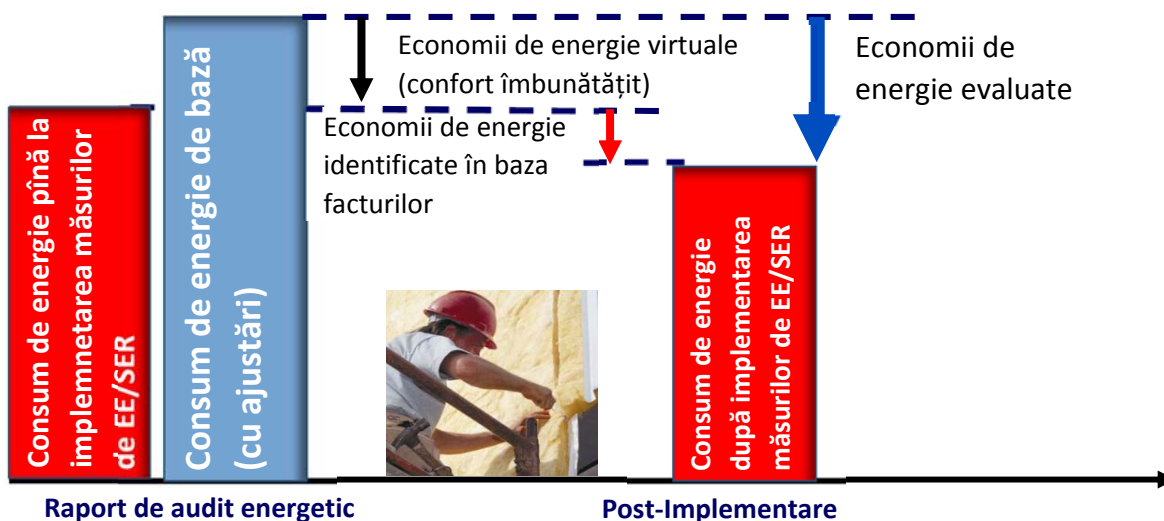 Consum de energie pînă la
implemnetarea măsurilor
de EE/SER
Consum de energie de bază
(cu ajustări)
Economii de energie virtuale
(confort îmbunătățit)
Economii de energie
identificate în baza
facturilor
Economii de
energie evaluate
Consum de energie
după implementarea
măsurilor de EE/SER
Raport de audit energetic
Post-Implementare